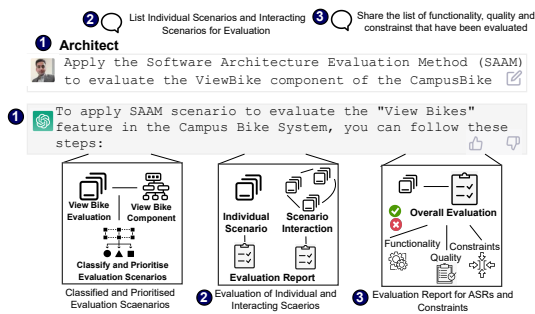 2 List Individual Scenarios and Interacting
Scenarios for Evaluation
3 Share the list of functionality, quality and
constrainst that have been evaluated
1 Architect
Apply the Software Architecture Evaluation Method (SAAM)
to evaluate the ViewBike component of the CampusBike
1 To apply SAAM scenario to evaluate the "View Bikes"
feature in the Campus Bike System, you can follow these
steps:
View Bike
Evaluation
View Bike
Component
Classify and Prioritise
Evaluation Scenarios
Classified and Prioritised
Evaluation Scaenarios
Individual
Scenario
Scenario
Interaction
Evaluation Report
2 Evaluation of Individual and
Interacting Scaerios
Overall Evaluation
Functionality
Quality
Constraints
3 Evaluation Report for ASRs and
Constraints